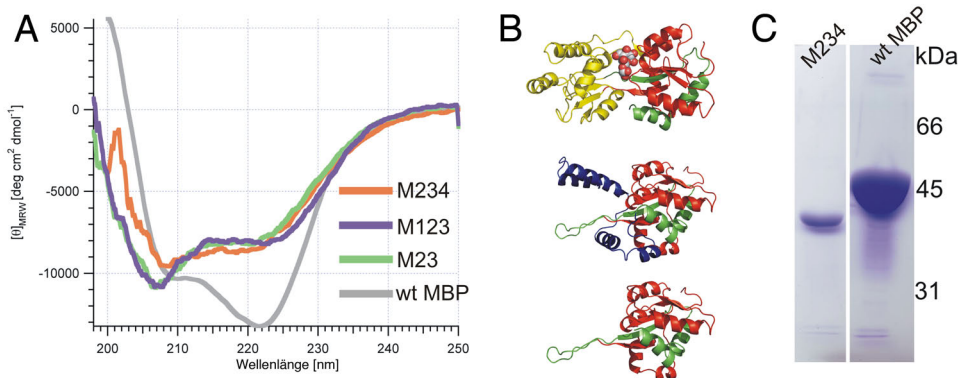 A
B
C
5000
0
-5000
-10000
[θ]MRW [deg cm² dmol⁻¹]
M234
M123
M23
wt MBP
200
210
220
230
240
250
Wellenlänge [nm]
M234
wt MBP
kDa
66
45
31